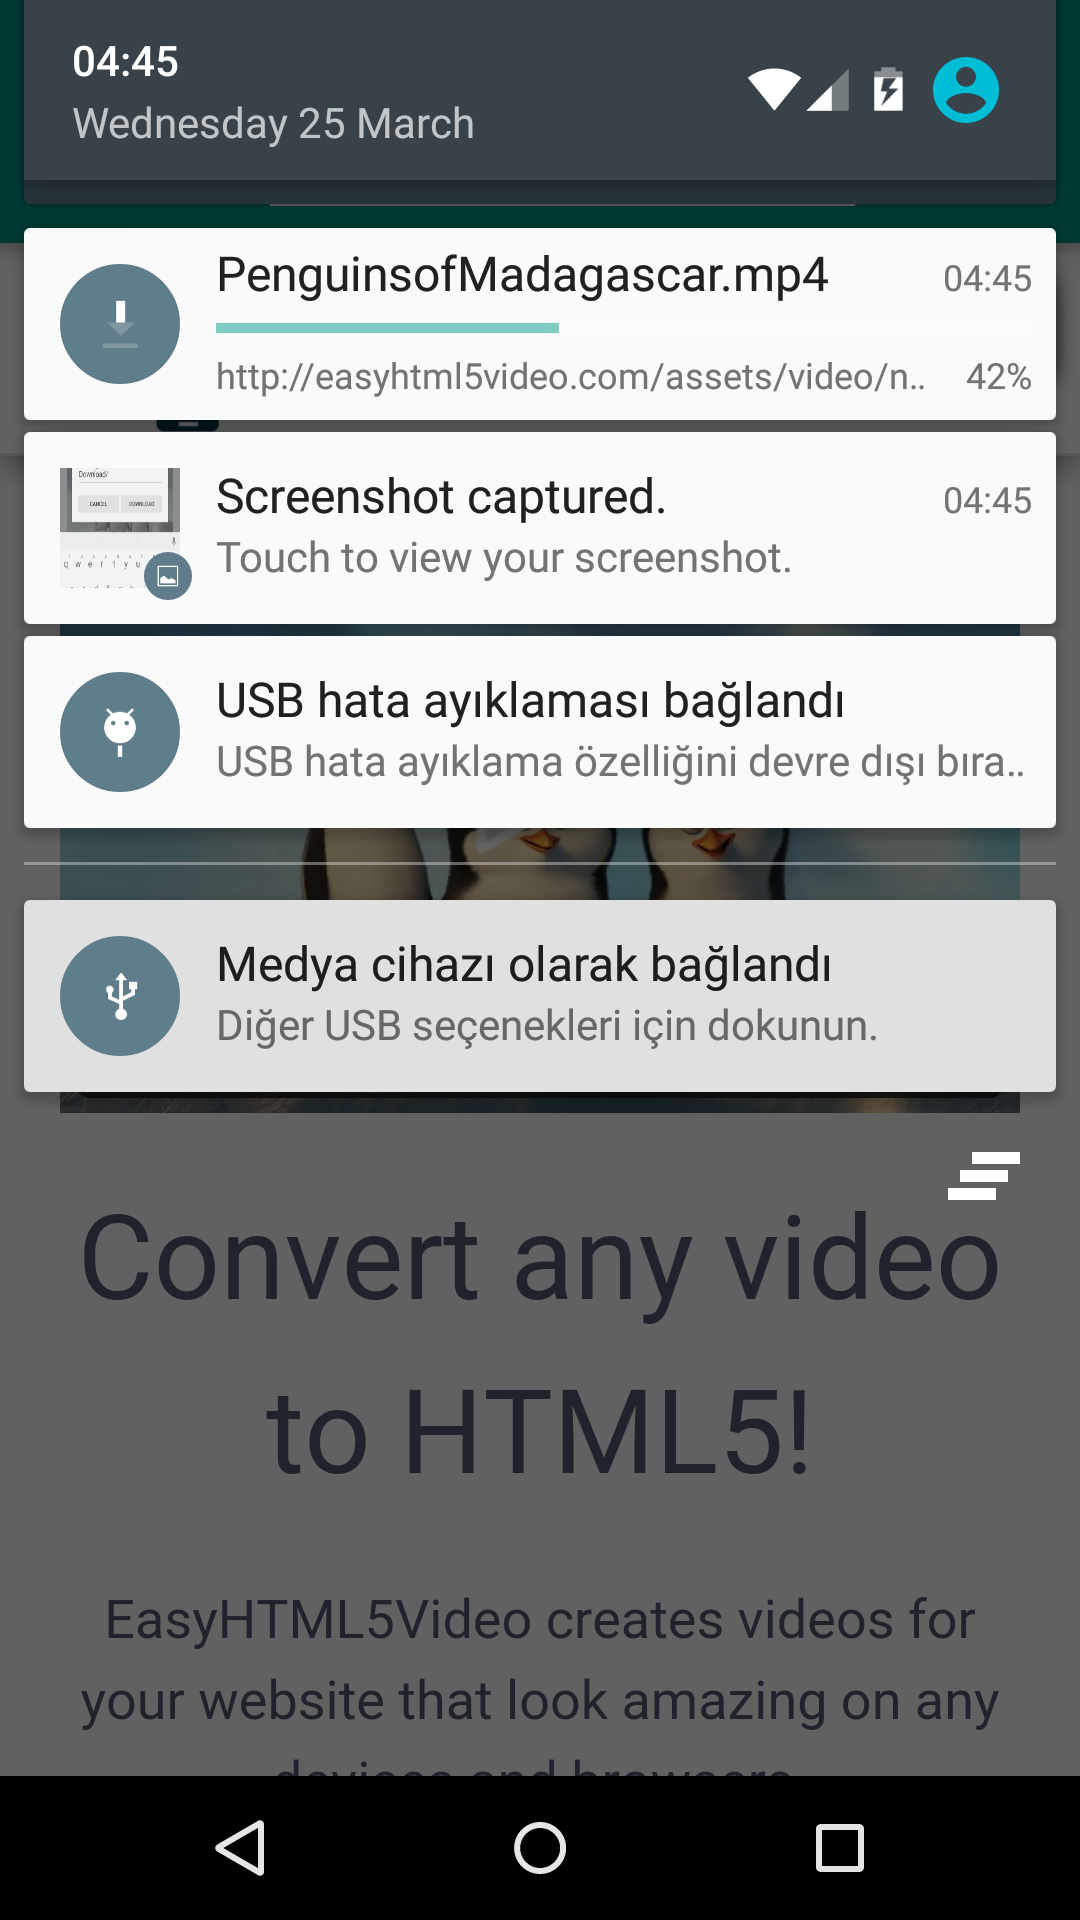 04:45
Wednesday 25 March
PenguinsofMadagascar.mp4 04:45
http://easyhtml5video.com/assets/video/n.. 42%
Download/
CANCEL DOWNLOAD
q w e r t y u
Screenshot captured. 04:45
Touch to view your screenshot.
USB hata ayıklaması bağlandı
USB hata ayıklama özelliğini devre dışı bıra..
Medya cihazı olarak bağlandı
Diğer USB seçenekleri için dokunun.
Convert any video
to HTML5!
EasyHTML5Video creates videos for
your website that look amazing on any
devices and browsers